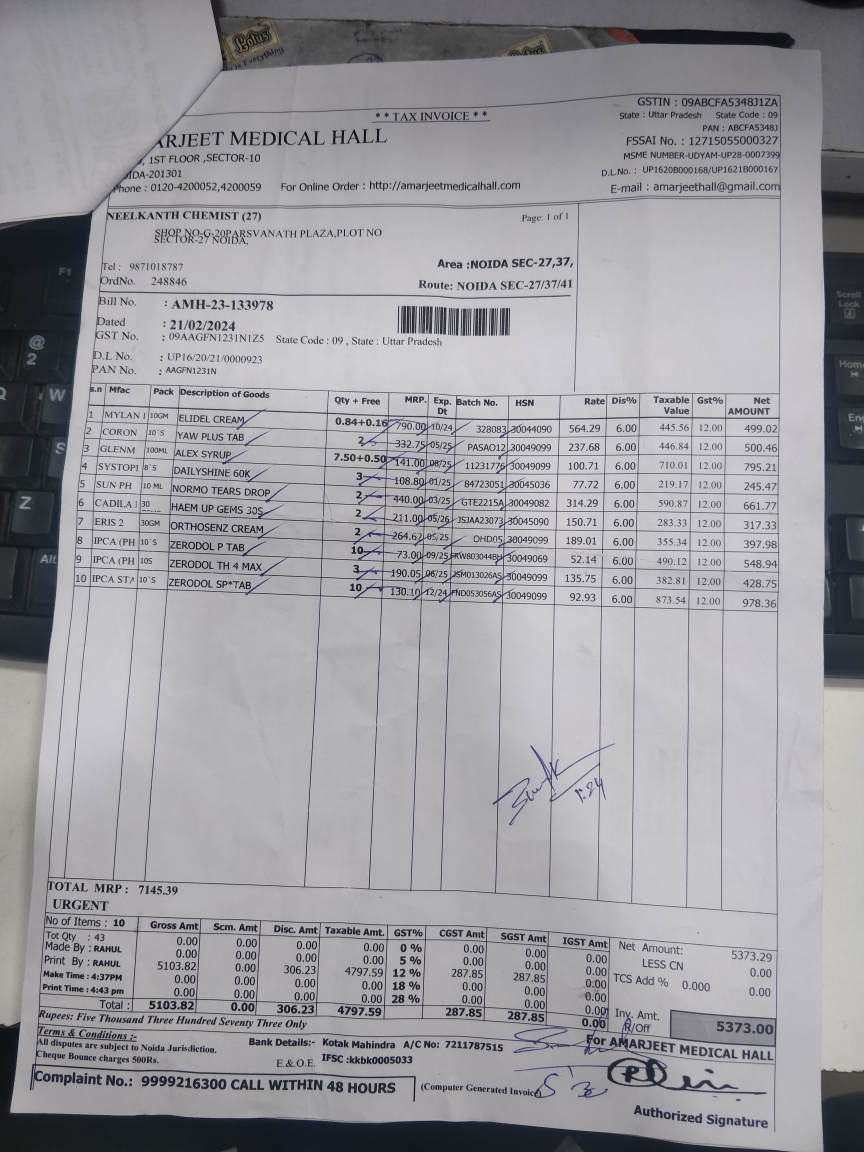 Lotus
is Everything
* * TAX INVOICE * *
GSTIN : 09ABCFA5348J1ZA
State : Uttar Pradesh State Code : 09
PAN : ABCFA5348J
FSSAI No. : 12715055000327
MSME NUMBER-UDYAM-UP28-0007399
D.L.No. : UP1620B000168/UP1621B000167
E-mail : amarjeethall@gmail.com
ARJEET MEDICAL HALL
, 1ST FLOOR ,SECTOR-10
IDA-201301
Phone : 0120-4200052,4200059 For Online Order : http://amarjeetmedicalhall.com
NEELKANTH CHEMIST (27) Page: 1 of 1
SHOP NO-G-20PARSVANATH PLAZA,PLOT NO
SECTOR-27 NOIDA,
Tel : 9871018787 Area :NOIDA SEC-27,37,
OrdNo. 248846 Route: NOIDA SEC-27/37/41
Bill No. : AMH-23-133978
Dated : 21/02/2024
GST No. : 09AAGFN1231N1Z5 State Code : 09 , State : Uttar Pradesh
D.L No. : UP16/20/21/0000923
PAN No. : AAGFN1231N
s.n Mfac Pack Description of Goods Qty + Free MRP. Exp. Dt Batch No. HSN Rate Dis% Taxable Value Gst% Net AMOUNT
1 MYLAN I 10GM ELIDEL CREAM 0.84+0.16 790.00 10/24 328083 30044090 564.29 6.00 445.56 12.00 499.02
2 CORON 10`S YAW PLUS TAB 2 332.75 05/25 PASAO12 30049099 237.68 6.00 446.84 12.00 500.46
3 GLENM 100ML ALEX SYRUP 7.50+0.50 141.00 08/25 11231776 30049099 100.71 6.00 710.01 12.00 795.21
4 SYSTOPI 8`S DAILYSHINE 60K 3 108.80 01/25 84723051 30045036 77.72 6.00 219.17 12.00 245.47
5 SUN PH 10 ML NORMO TEARS DROP 2 440.00 03/25 GTE2215A 30049082 314.29 6.00 590.87 12.00 661.77
6 CADILA 30 HAEM UP GEMS 30S 2 211.00 05/26 JSJAA23073 30045090 150.71 6.00 283.33 12.00 317.33
7 ERIS 2 30GM ORTHOSENZ CREAM 2 264.62 05/25 OHD05 30049099 189.01 6.00 355.34 12.00 397.98
8 IPCA (PH 10`S ZERODOL P TAB 10 73.00 09/25 30049069 52.14 6.00 490.12 12.00 548.94
9 IPCA (PH 10S ZERODOL TH 4 MAX 3 190.05 06/25 JSM013026AS 30049099 135.75 6.00 382.81 12.00 428.75
10 IPCA STA 10`S ZERODOL SP*TAB 10 130.10 12/24 FND053056AS 30049099 92.93 6.00 873.54 12.00 978.36
TOTAL MRP : 7145.39
URGENT
No of Items : 10 Gross Amt Scm. Amt Disc. Amt Taxable Amt. GST% CGST Amt SGST Amt IGST Amt
Tot Qty : 43 0.00 0.00 0.00 0.00 0 % 0.00 0.00 0.00
Made By : RAHUL 0.00 0.00 0.00 0.00 5 % 0.00 0.00 0.00
Print By : RAHUL 5103.82 0.00 306.23 4797.59 12 % 287.85 287.85 0.00
Make Time : 4:37PM 0.00 0.00 0.00 0.00 18 % 0.00 0.00 0.00
Print Time : 4:43 pm 0.00 0.00 0.00 0.00 28 % 0.00 0.00 0.00
Total : 5103.82 0.00 306.23 4797.59 287.85 287.85 0.00
Net Amount: 5373.29
LESS CN 0.00
TCS Add % 0.000 0.00
Inv. Amt. R/Off 5373.00
Rupees: Five Thousand Three Hundred Seventy Three Only
Terms & Conditions :-
All disputes are subject to Noida Jurisdiction.
Cheque Bounce charges 500Rs.
Bank Details:- Kotak Mahindra A/C No: 7211787515
E.& O.E. IFSC :kkbk0005033
For AMARJEET MEDICAL HALL
Complaint No.: 9999216300 CALL WITHIN 48 HOURS
(Computer Generated Invoice
Authorized Signature